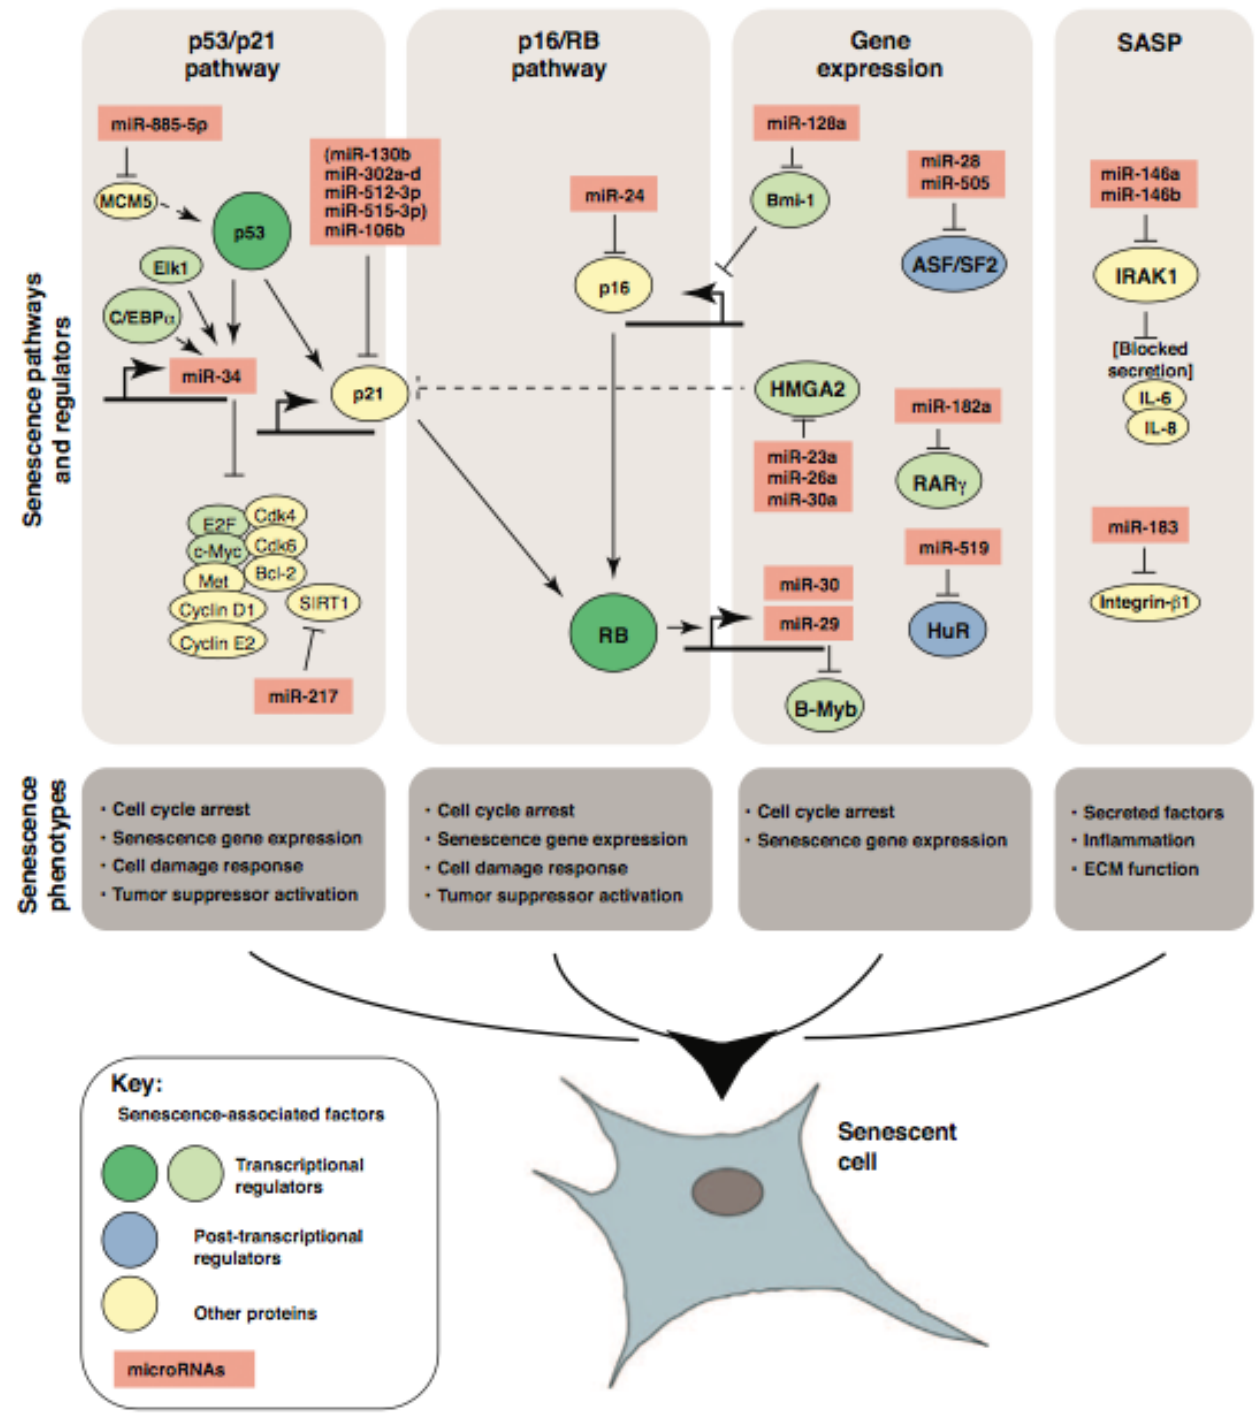 p53/p21
pathway
p16/RB
pathway
Gene
expression
SASP
Senescence pathways
and regulators
miR-885-5p
MCM5
p53
Elk1
C/EBPα
miR-34
(miR-130b
miR-302a-d
miR-512-3p
miR-515-3p)
miR-106b
p21
E2F
c-Myc
Met
Cyclin D1
Cyclin E2
Cdk4
Cdk6
Bcl-2
SIRT1
miR-217
miR-24
p16
RB
miR-128a
Bmi-1
miR-28
miR-505
ASF/SF2
HMGA2
miR-23a
miR-26a
miR-30a
miR-182a
RARγ
miR-519
HuR
miR-30
miR-29
B-Myb
miR-146a
miR-146b
IRAK1
[Blocked
secretion]
IL-6
IL-8
miR-183
Integrin-β1
Senescence
phenotypes
· Cell cycle arrest
· Senescence gene expression
· Cell damage response
· Tumor suppressor activation
· Cell cycle arrest
· Senescence gene expression
· Cell damage response
· Tumor suppressor activation
· Cell cycle arrest
· Senescence gene expression
· Secreted factors
· Inflammation
· ECM function
Key:
Senescence-associated factors
Transcriptional
regulators
Post-transcriptional
regulators
Other proteins
microRNAs
Senescent
cell